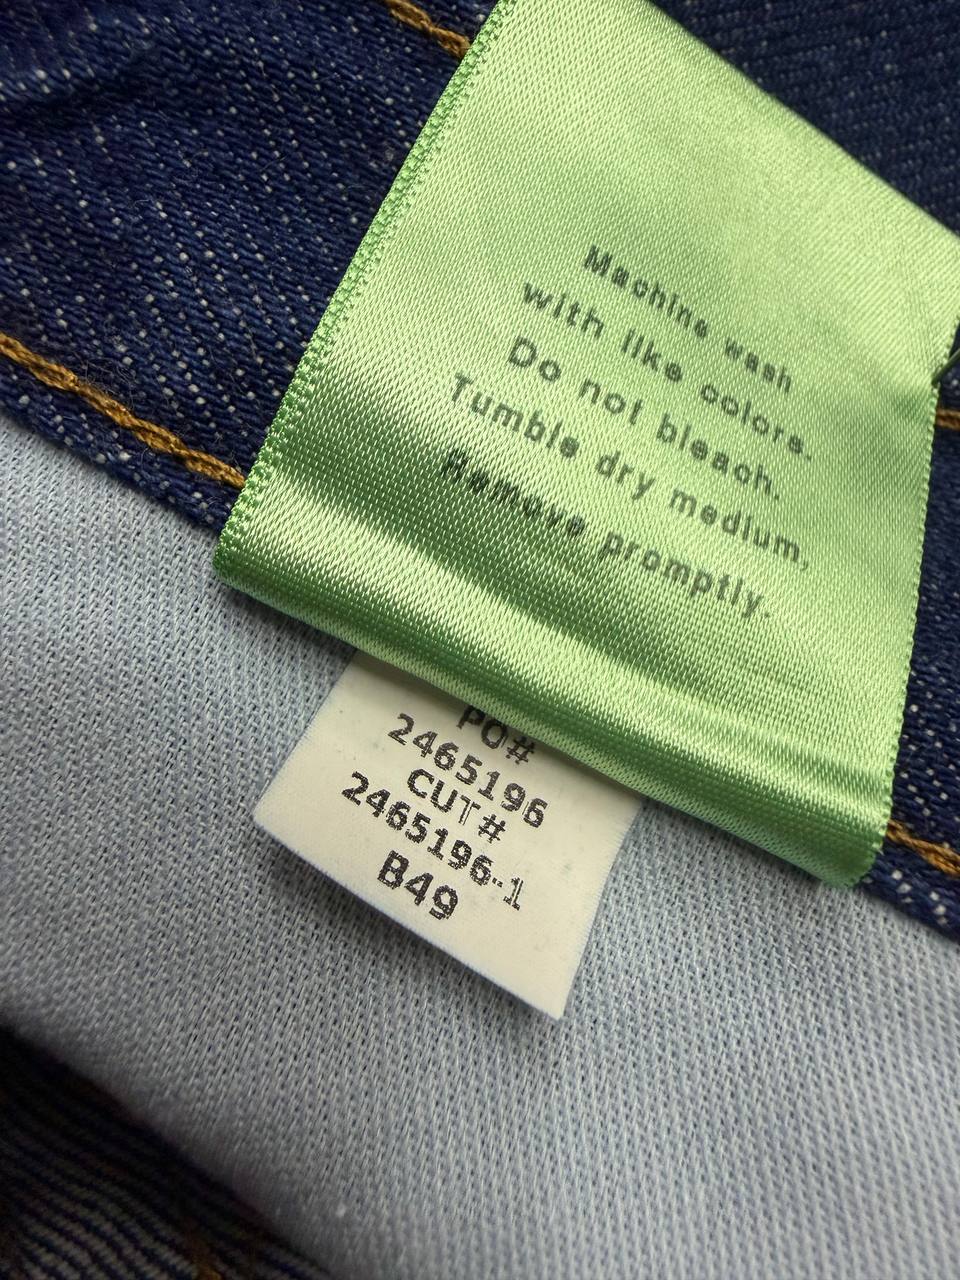 Machine wash
with like colors.
Do not bleach.
Tumble dry medium,
Remove promptly.
PO#
2465196
CUT#
2465196-1
B49